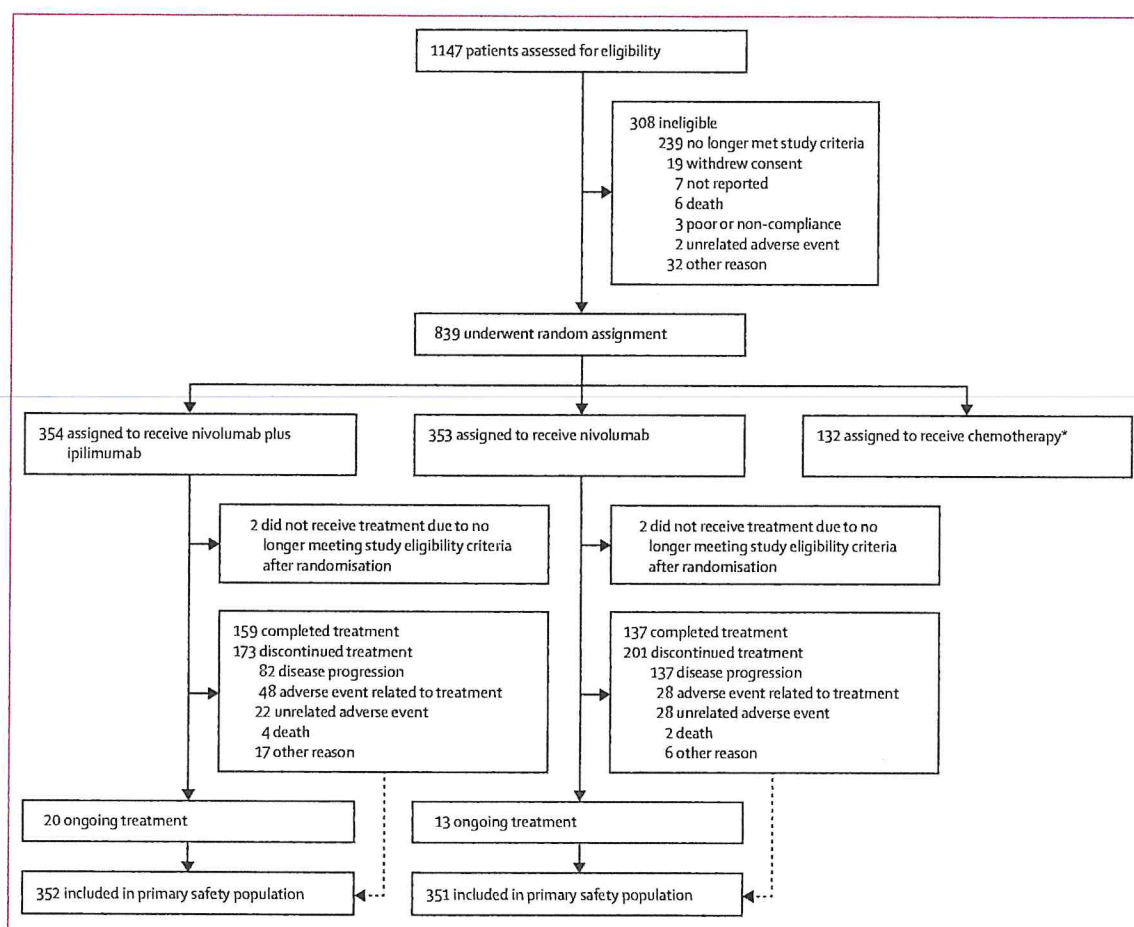 1147 patients assessed for eligibility
308 ineligible
239 no longer met study criteria
19 withdrew consent
7 not reported
6 death
3 poor or non-compliance
2 unrelated adverse event
32 other reason
839 underwent random assignment
354 assigned to receive nivolumab plus
ipilimumab
353 assigned to receive nivolumab
132 assigned to receive chemotherapy*
2 did not receive treatment due to no
longer meeting study eligibility criteria
after randomisation
2 did not receive treatment due to no
longer meeting study eligibility criteria
after randomisation
159 completed treatment
173 discontinued treatment
82 disease progression
48 adverse event related to treatment
22 unrelated adverse event
4 death
17 other reason
137 completed treatment
201 discontinued treatment
137 disease progression
28 adverse event related to treatment
28 unrelated adverse event
2 death
6 other reason
20 ongoing treatment
13 ongoing treatment
352 included in primary safety population
351 included in primary safety population